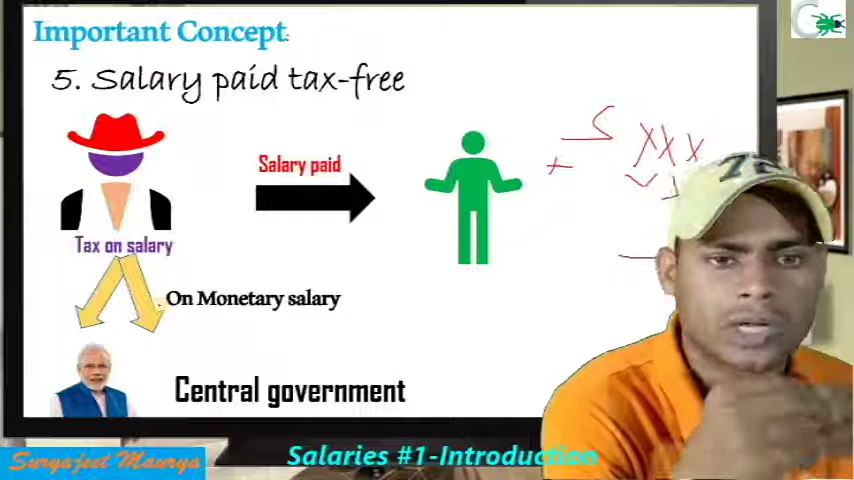 Important Concept:
5. Salary paid tax-free
Salary paid
Tax on salary
On Monetary salary
Central government
S XXX
+
Salaries #1-Introduction
Suryajeet Maurya